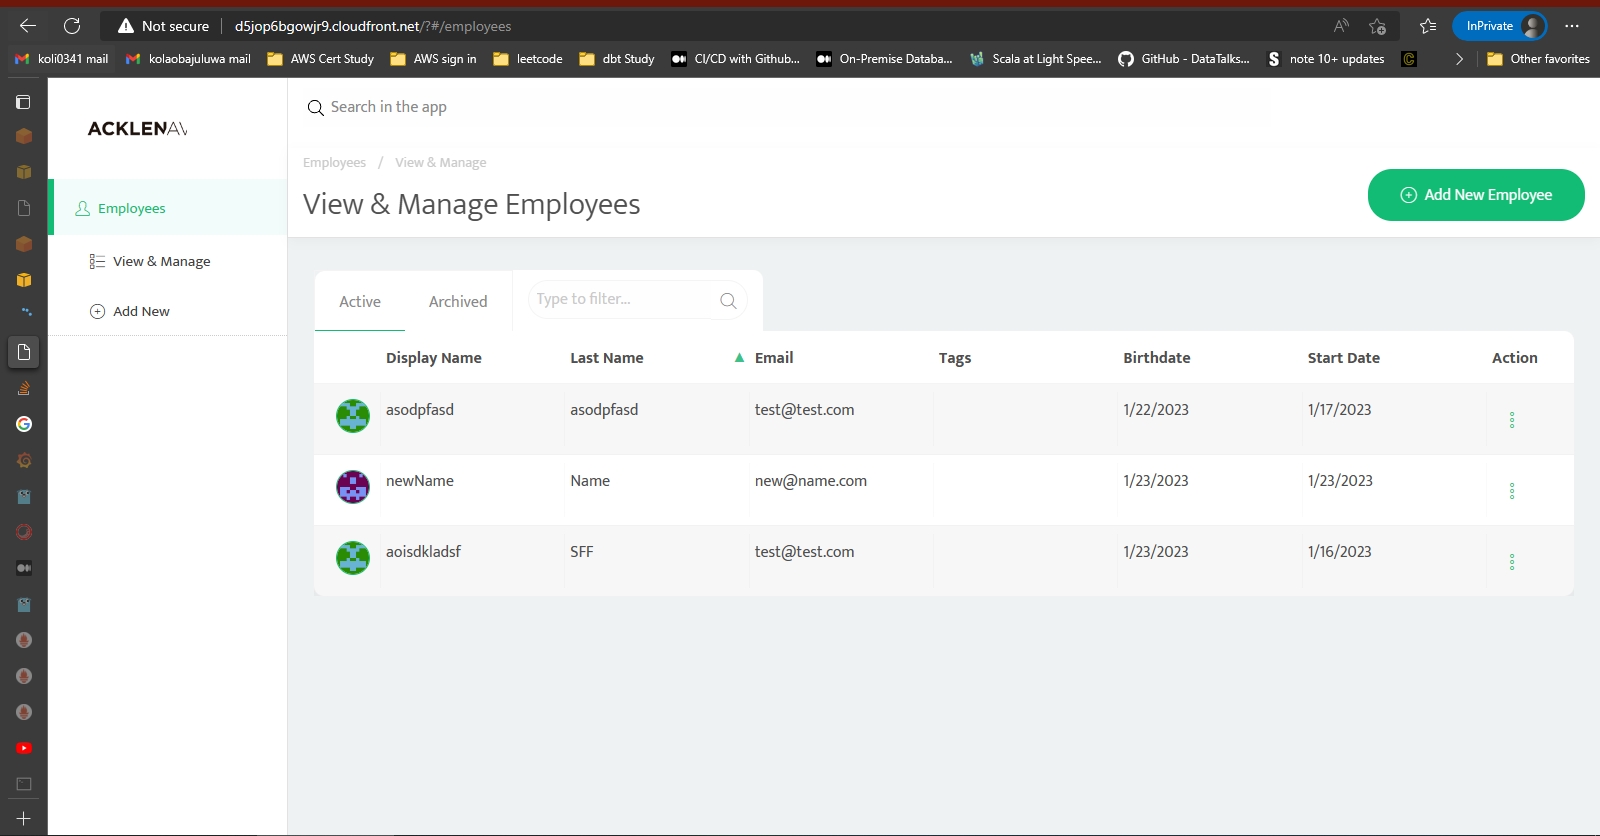 Not secure d5jop6bgowjr9.cloudfront.net/?#/employees InPrivate
koli0341 mail kolaobajuluwa mail AWS Cert Study AWS sign in leetcode dbt Study CI/CD with Github... On-Premise Databa... Scala at Light Spee... GitHub - DataTalks... note 10+ updates Other favorites
ACKLENAV
Search in the app
Employees / View & Manage
View & Manage Employees
Add New Employee
Employees
View & Manage
Add New
Active Archived Type to filter...
Display Name Last Name Email Tags Birthdate Start Date Action
asodpfasd asodpfasd test@test.com 1/22/2023 1/17/2023
newName Name new@name.com 1/23/2023 1/23/2023
aoisdkladsf SFF test@test.com 1/23/2023 1/16/2023